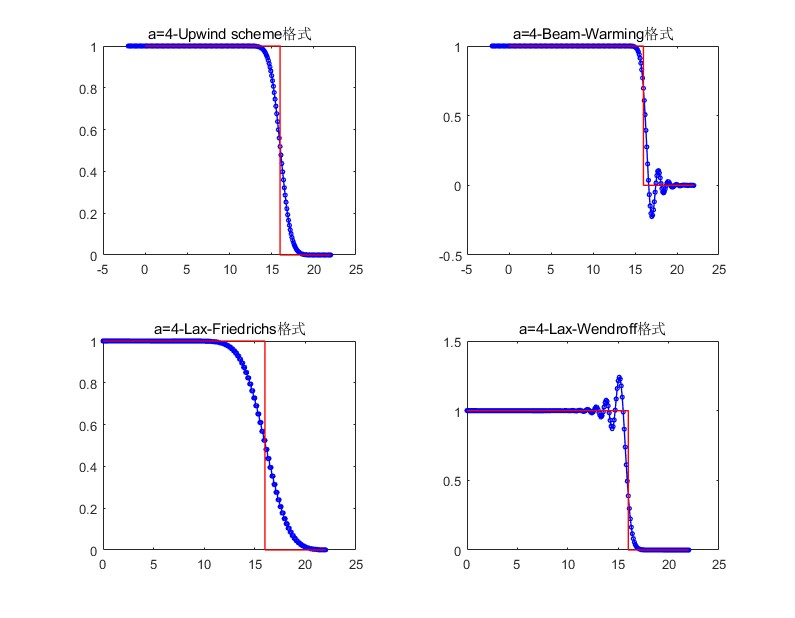 a=4-Upwind scheme格式
1
0.8
0.6
0.4
0.2
0
-5 0 5 10 15 20 25
a=4-Beam-Warming格式
1
0.5
0
-0.5
-5 0 5 10 15 20 25
a=4-Lax-Friedrichs格式
1
0.8
0.6
0.4
0.2
0
0 5 10 15 20 25
a=4-Lax-Wendroff格式
1.5
1
0.5
0
0 5 10 15 20 25